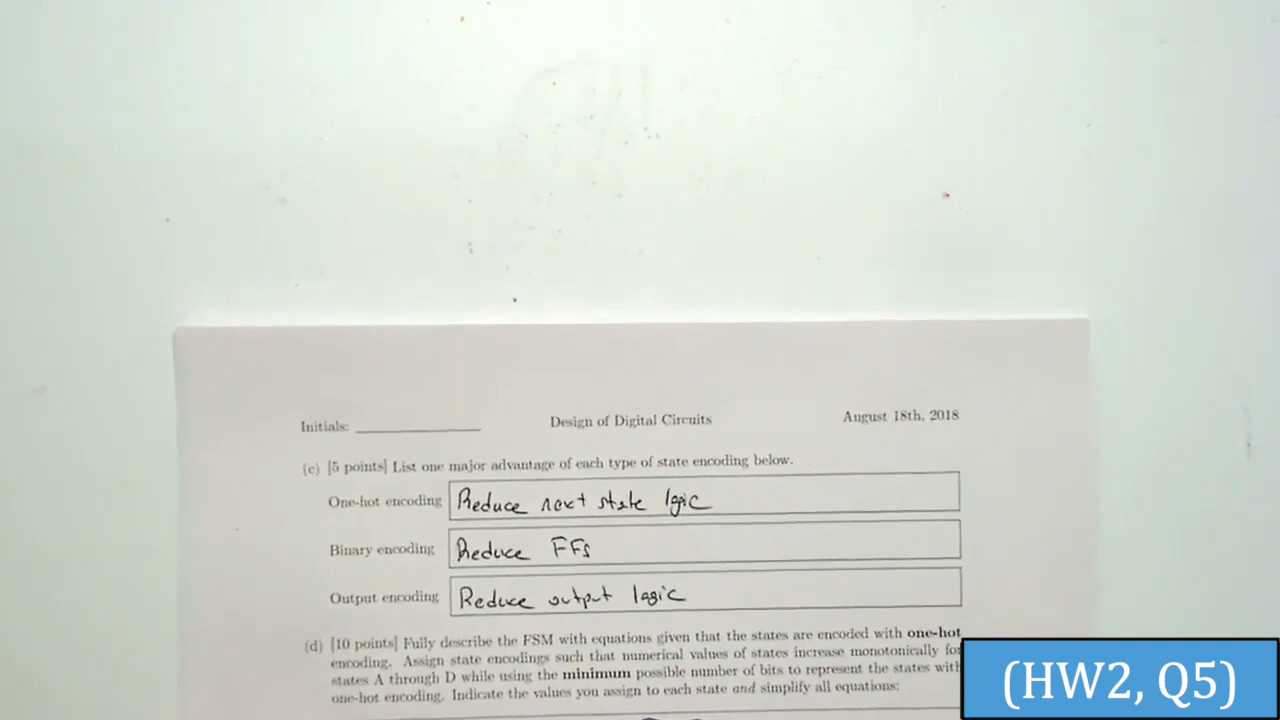 Initials: Design of Digital Circuits August 18th, 2018
(c) [5 points] List one major advantage of each type of state encoding below.
One-hot encoding Reduce next state logic
Binary encoding Reduce FFs
Output encoding Reduce output logic
(d) [10 points] Fully describe the FSM with equations given that the states are encoded with one-hot
encoding. Assign state encodings such that numerical values of states increase monotonically for
states A through D while using the minimum possible number of bits to represent the states with
one-hot encoding. Indicate the values you assign to each state and simplify all equations:
(HW2, Q5)